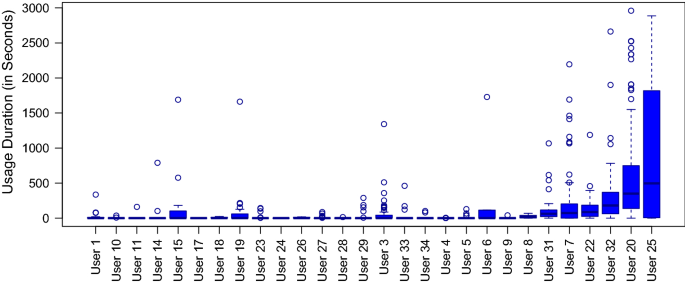 Usage Duration (in Seconds)
3000
2500
2000
1500
1000
500
0
User 1
User 10
User 11
User 14
User 15
User 17
User 18
User 19
User 23
User 24
User 26
User 27
User 28
User 29
User 3
User 33
User 34
User 4
User 5
User 6
User 9
User 8
User 31
User 7
User 22
User 32
User 20
User 25